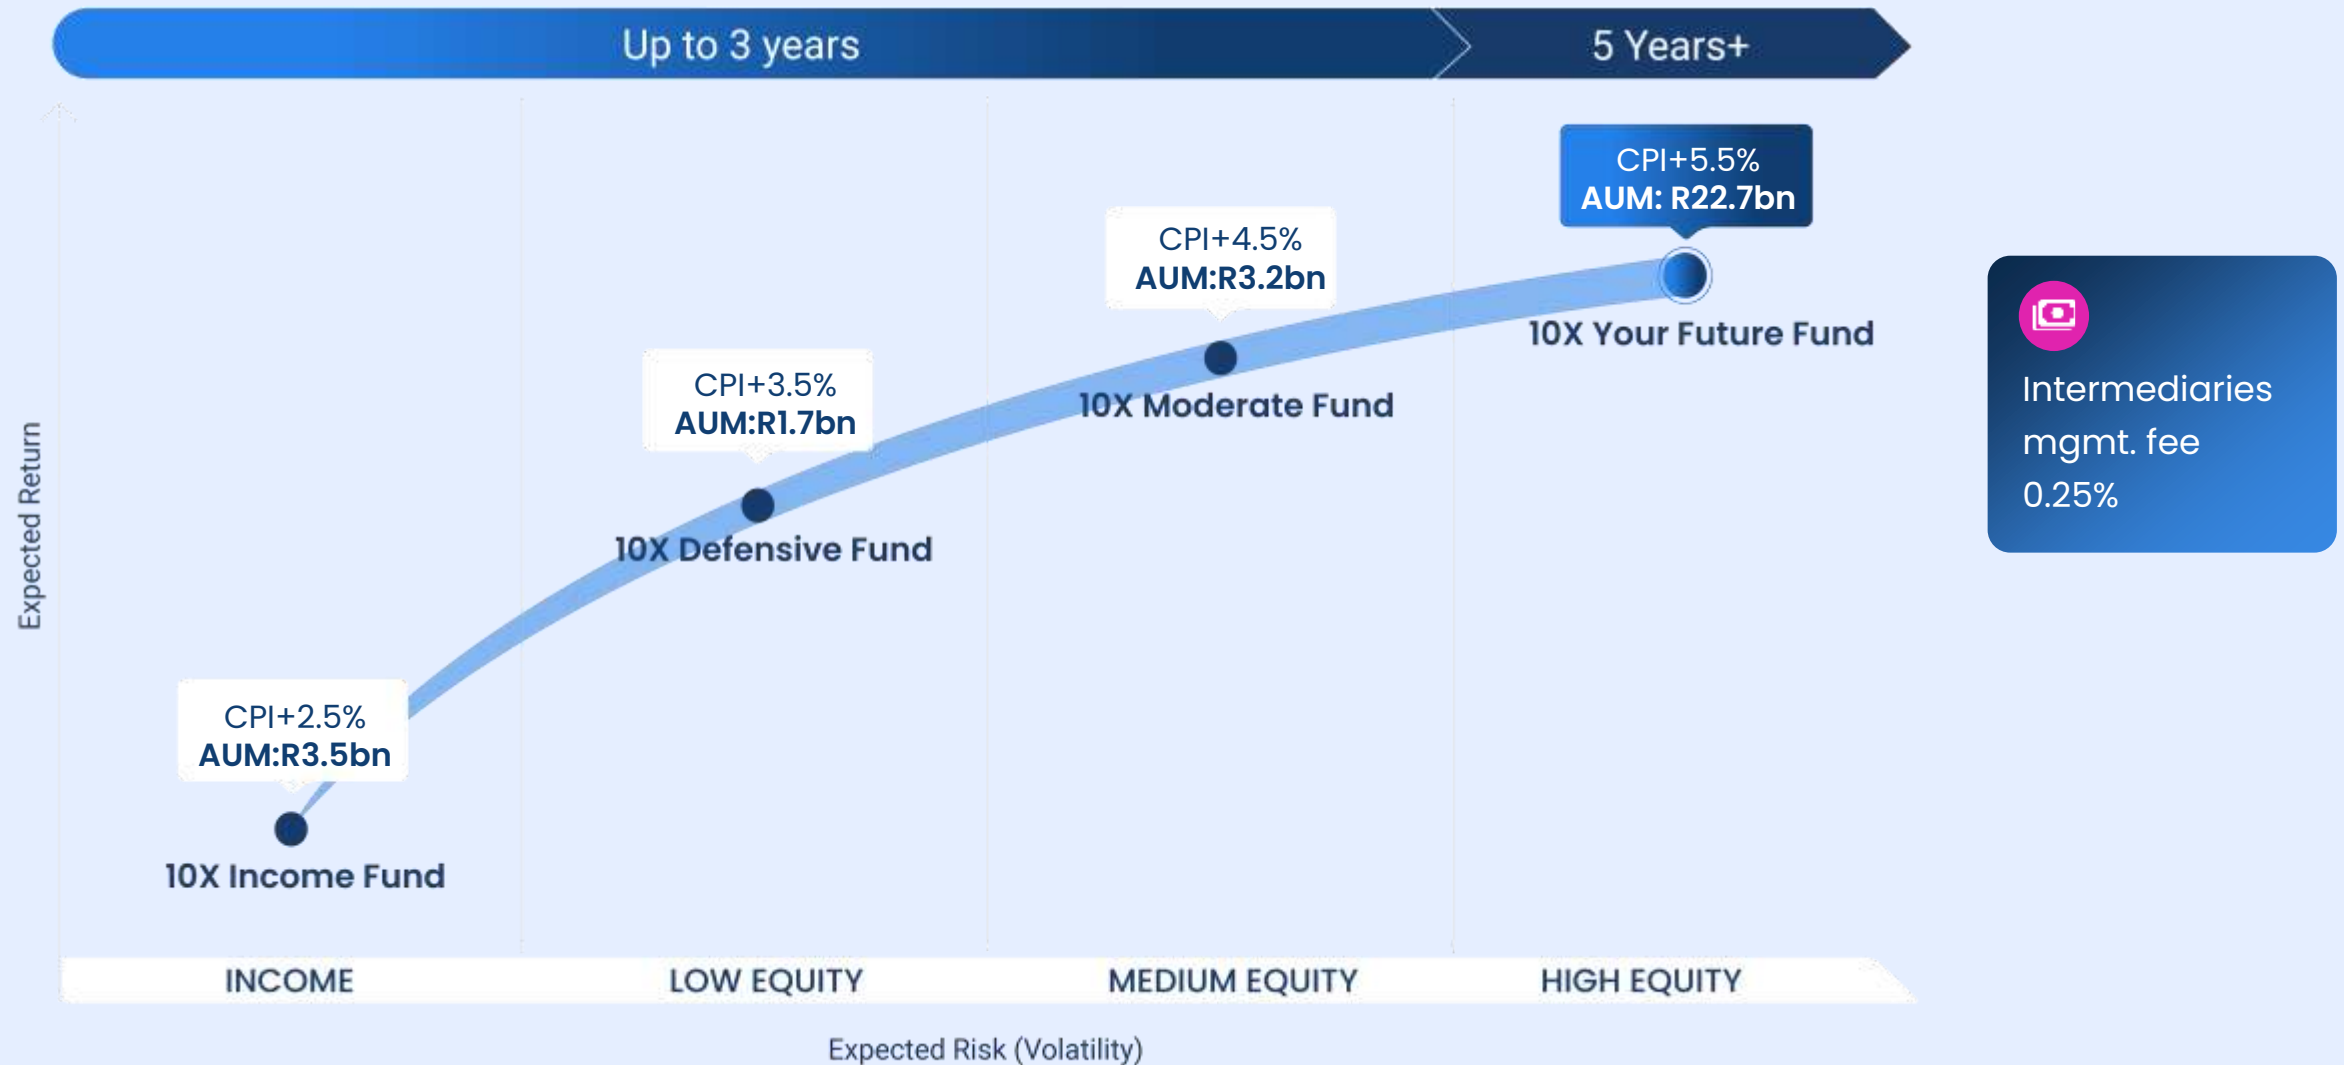 Up to 3 years
5 Years+
CPI+5.5%
AUM: R22.7bn
CPI+4.5%
AUM:R3.2bn
10X Your Future Fund
CPI+3.5%
AUM:R1.7bn
10X Moderate Fund
Intermediaries
mgmt. fee
0.25%
Expected Return
10X Defensive Fund
CPI+2.5%
AUM:R3.5bn
10X Income Fund
INCOME
LOW EQUITY
MEDIUM EQUITY
HIGH EQUITY
Expected Risk (Volatility)